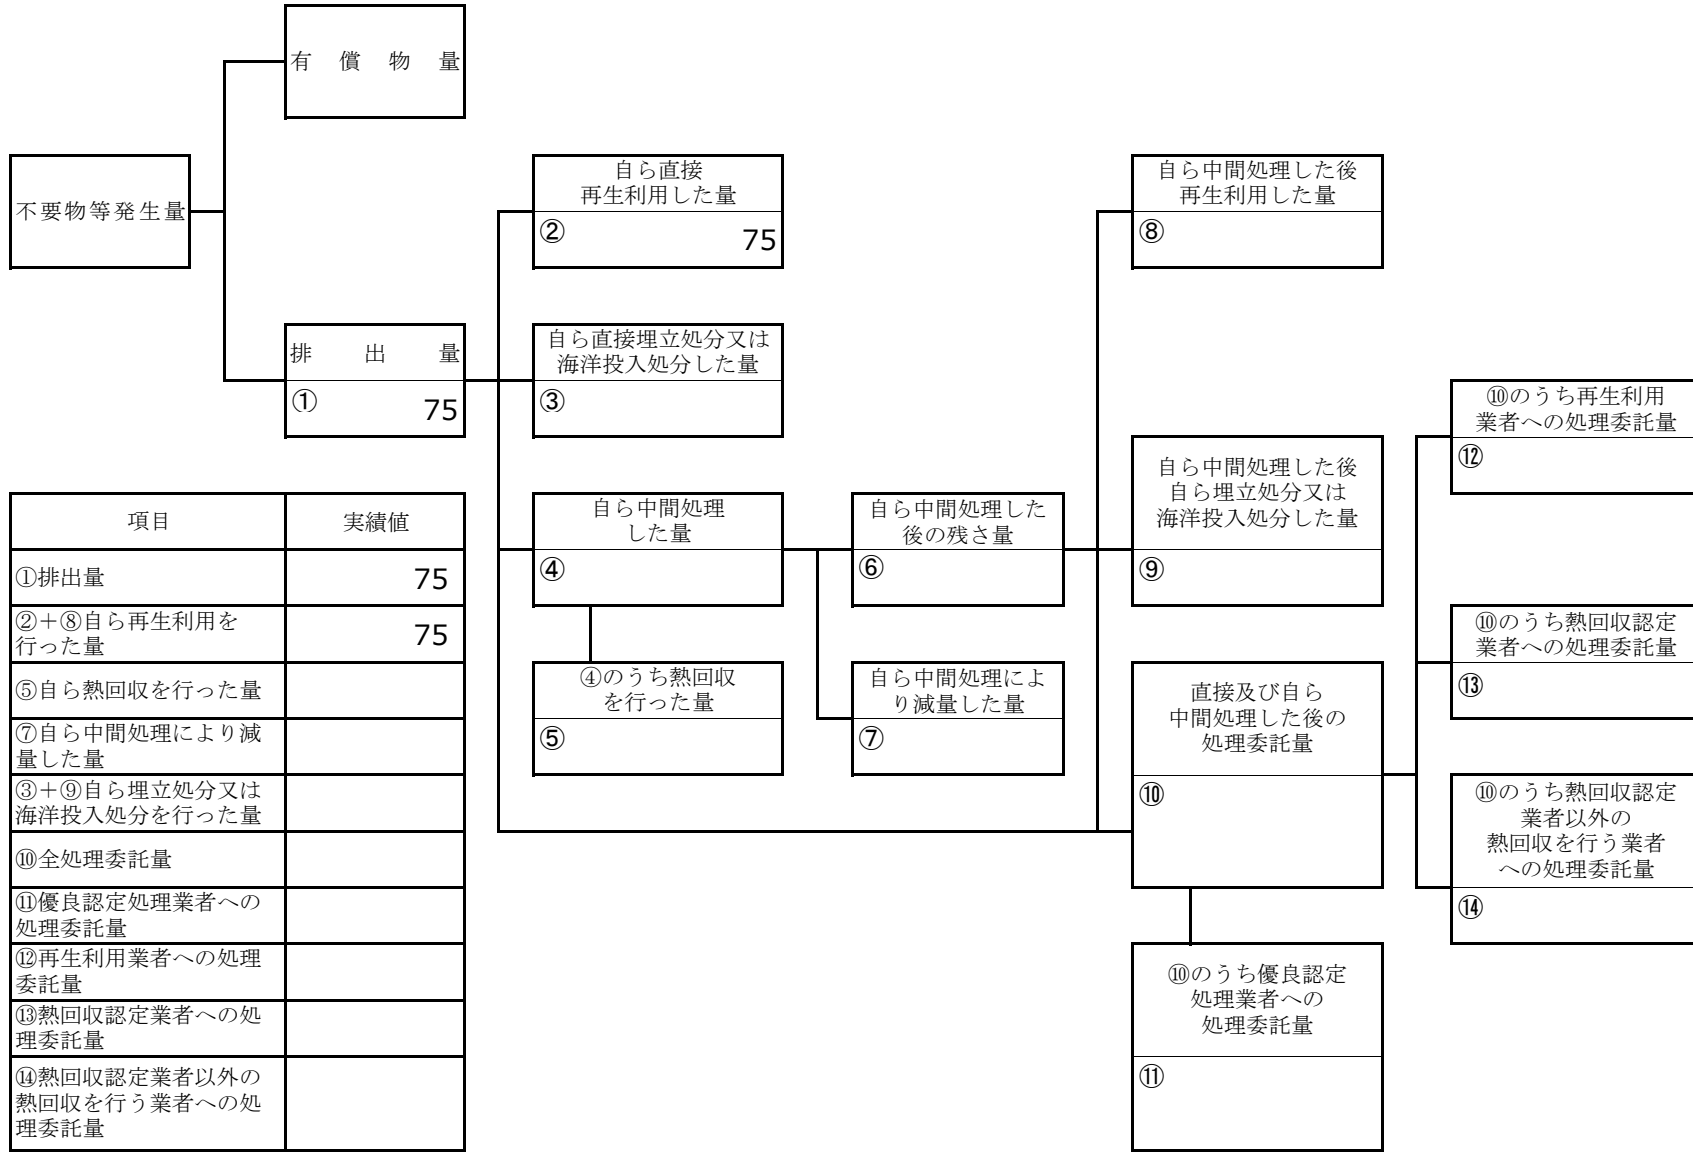 有償物量
不要物等発生量
排出量
① 75
自ら直接
再生利用した量
② 75
自ら直接埋立処分又は
海洋投入処分した量
③
自ら中間処理
した量
④
④のうち熱回収
を行った量
⑤
自ら中間処理した
後の残さ量
⑥
自ら中間処理によ
り減量した量
⑦
自ら中間処理した後
再生利用した量
⑧
自ら中間処理した後
自ら埋立処分又は
海洋投入処分した量
⑨
直接及び自ら
中間処理した後の
処理委託量
⑩
⑩のうち優良認定
処理業者への
処理委託量
⑪
⑩のうち再生利用
業者への処理委託量
⑫
⑩のうち熱回収認定
業者への処理委託量
⑬
⑩のうち熱回収認定
業者以外の
熱回収を行う業者
への処理委託量
⑭
項目 実績値
①排出量 75
②＋⑧自ら再生利用を
行った量 75
⑤自ら熱回収を行った量
⑦自ら中間処理により減
量した量
③＋⑨自ら埋立処分又は
海洋投入処分を行った量
⑩全処理委託量
⑪優良認定処理業者への
処理委託量
⑫再生利用業者への処理
委託量
⑬熱回収認定業者への処
理委託量
⑭熱回収認定業者以外の
熱回収を行う業者への処
理委託量